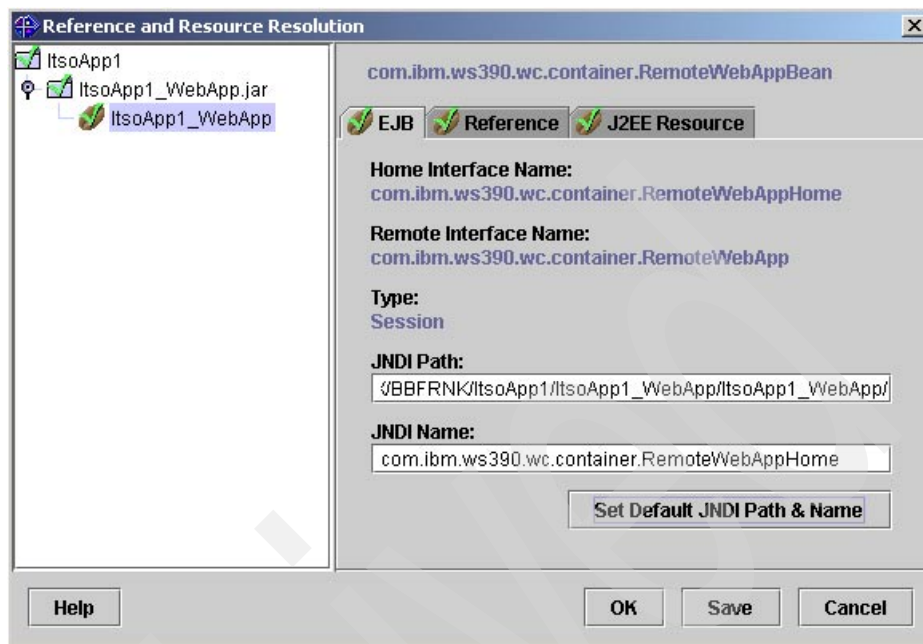 Reference and Resource Resolution
ItsoApp1
ItsoApp1_WebApp.jar
ItsoApp1_WebApp
com.ibm.ws390.wc.container.RemoteWebAppBean
EJB
Reference
J2EE Resource
Home Interface Name:
com.ibm.ws390.wc.container.RemoteWebAppHome
Remote Interface Name:
com.ibm.ws390.wc.container.RemoteWebApp
Type:
Session
JNDI Path:
/BBFRNK/ItsoApp1/ItsoApp1_WebApp/ItsoApp1_WebApp/
JNDI Name:
com.ibm.ws390.wc.container.RemoteWebAppHome
Set Default JNDI Path & Name
Help
OK
Save
Cancel